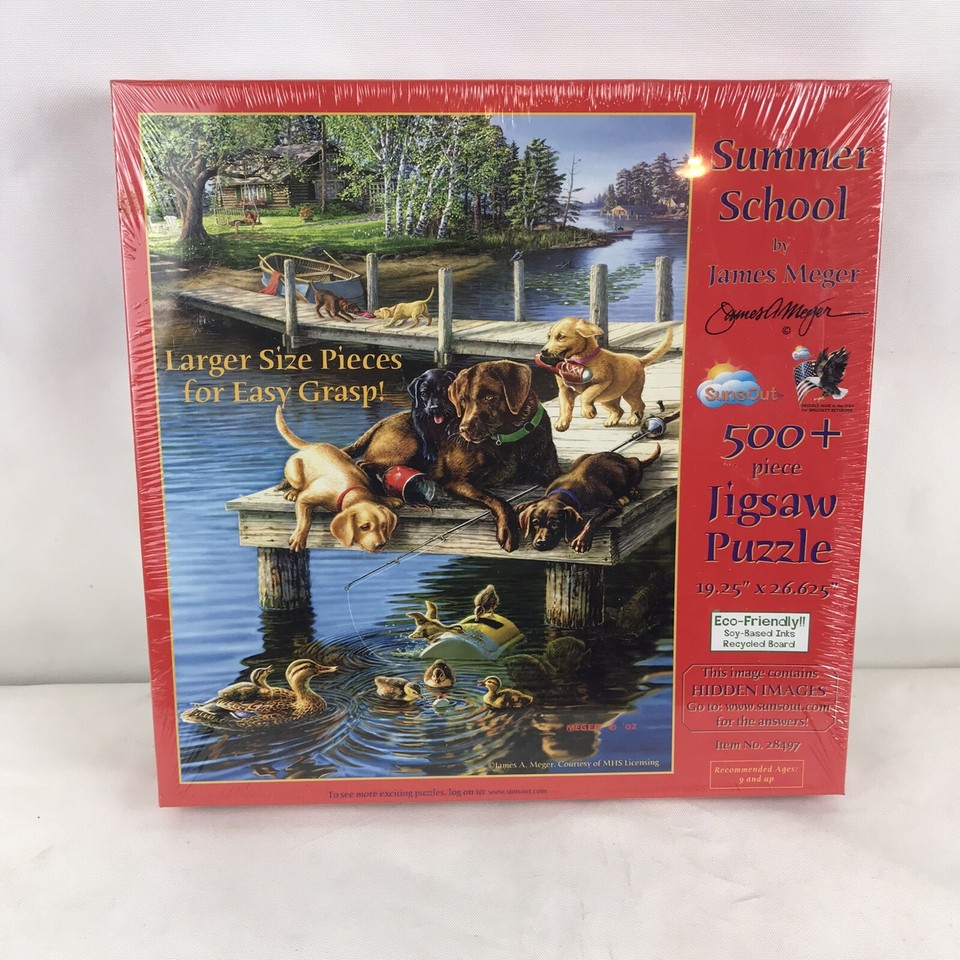 Summer
School
by
James Meger
James A Meger
©
SunsOut
500+
piece
Jigsaw
Puzzle
19.25" x 26.625"
Eco-Friendly!!
Soy-Based Inks
Recycled Board
This image contains
HIDDEN IMAGES
Go to: www.sunsout.com
for the answers!
Item No. 28497
Recommended Ages:
9 and up
Larger Size Pieces
for Easy Grasp!
MEGER © '02
©James A. Meger, Courtesy of MHS Licensing
To see more exciting puzzles, log on to: www.sunsout.com